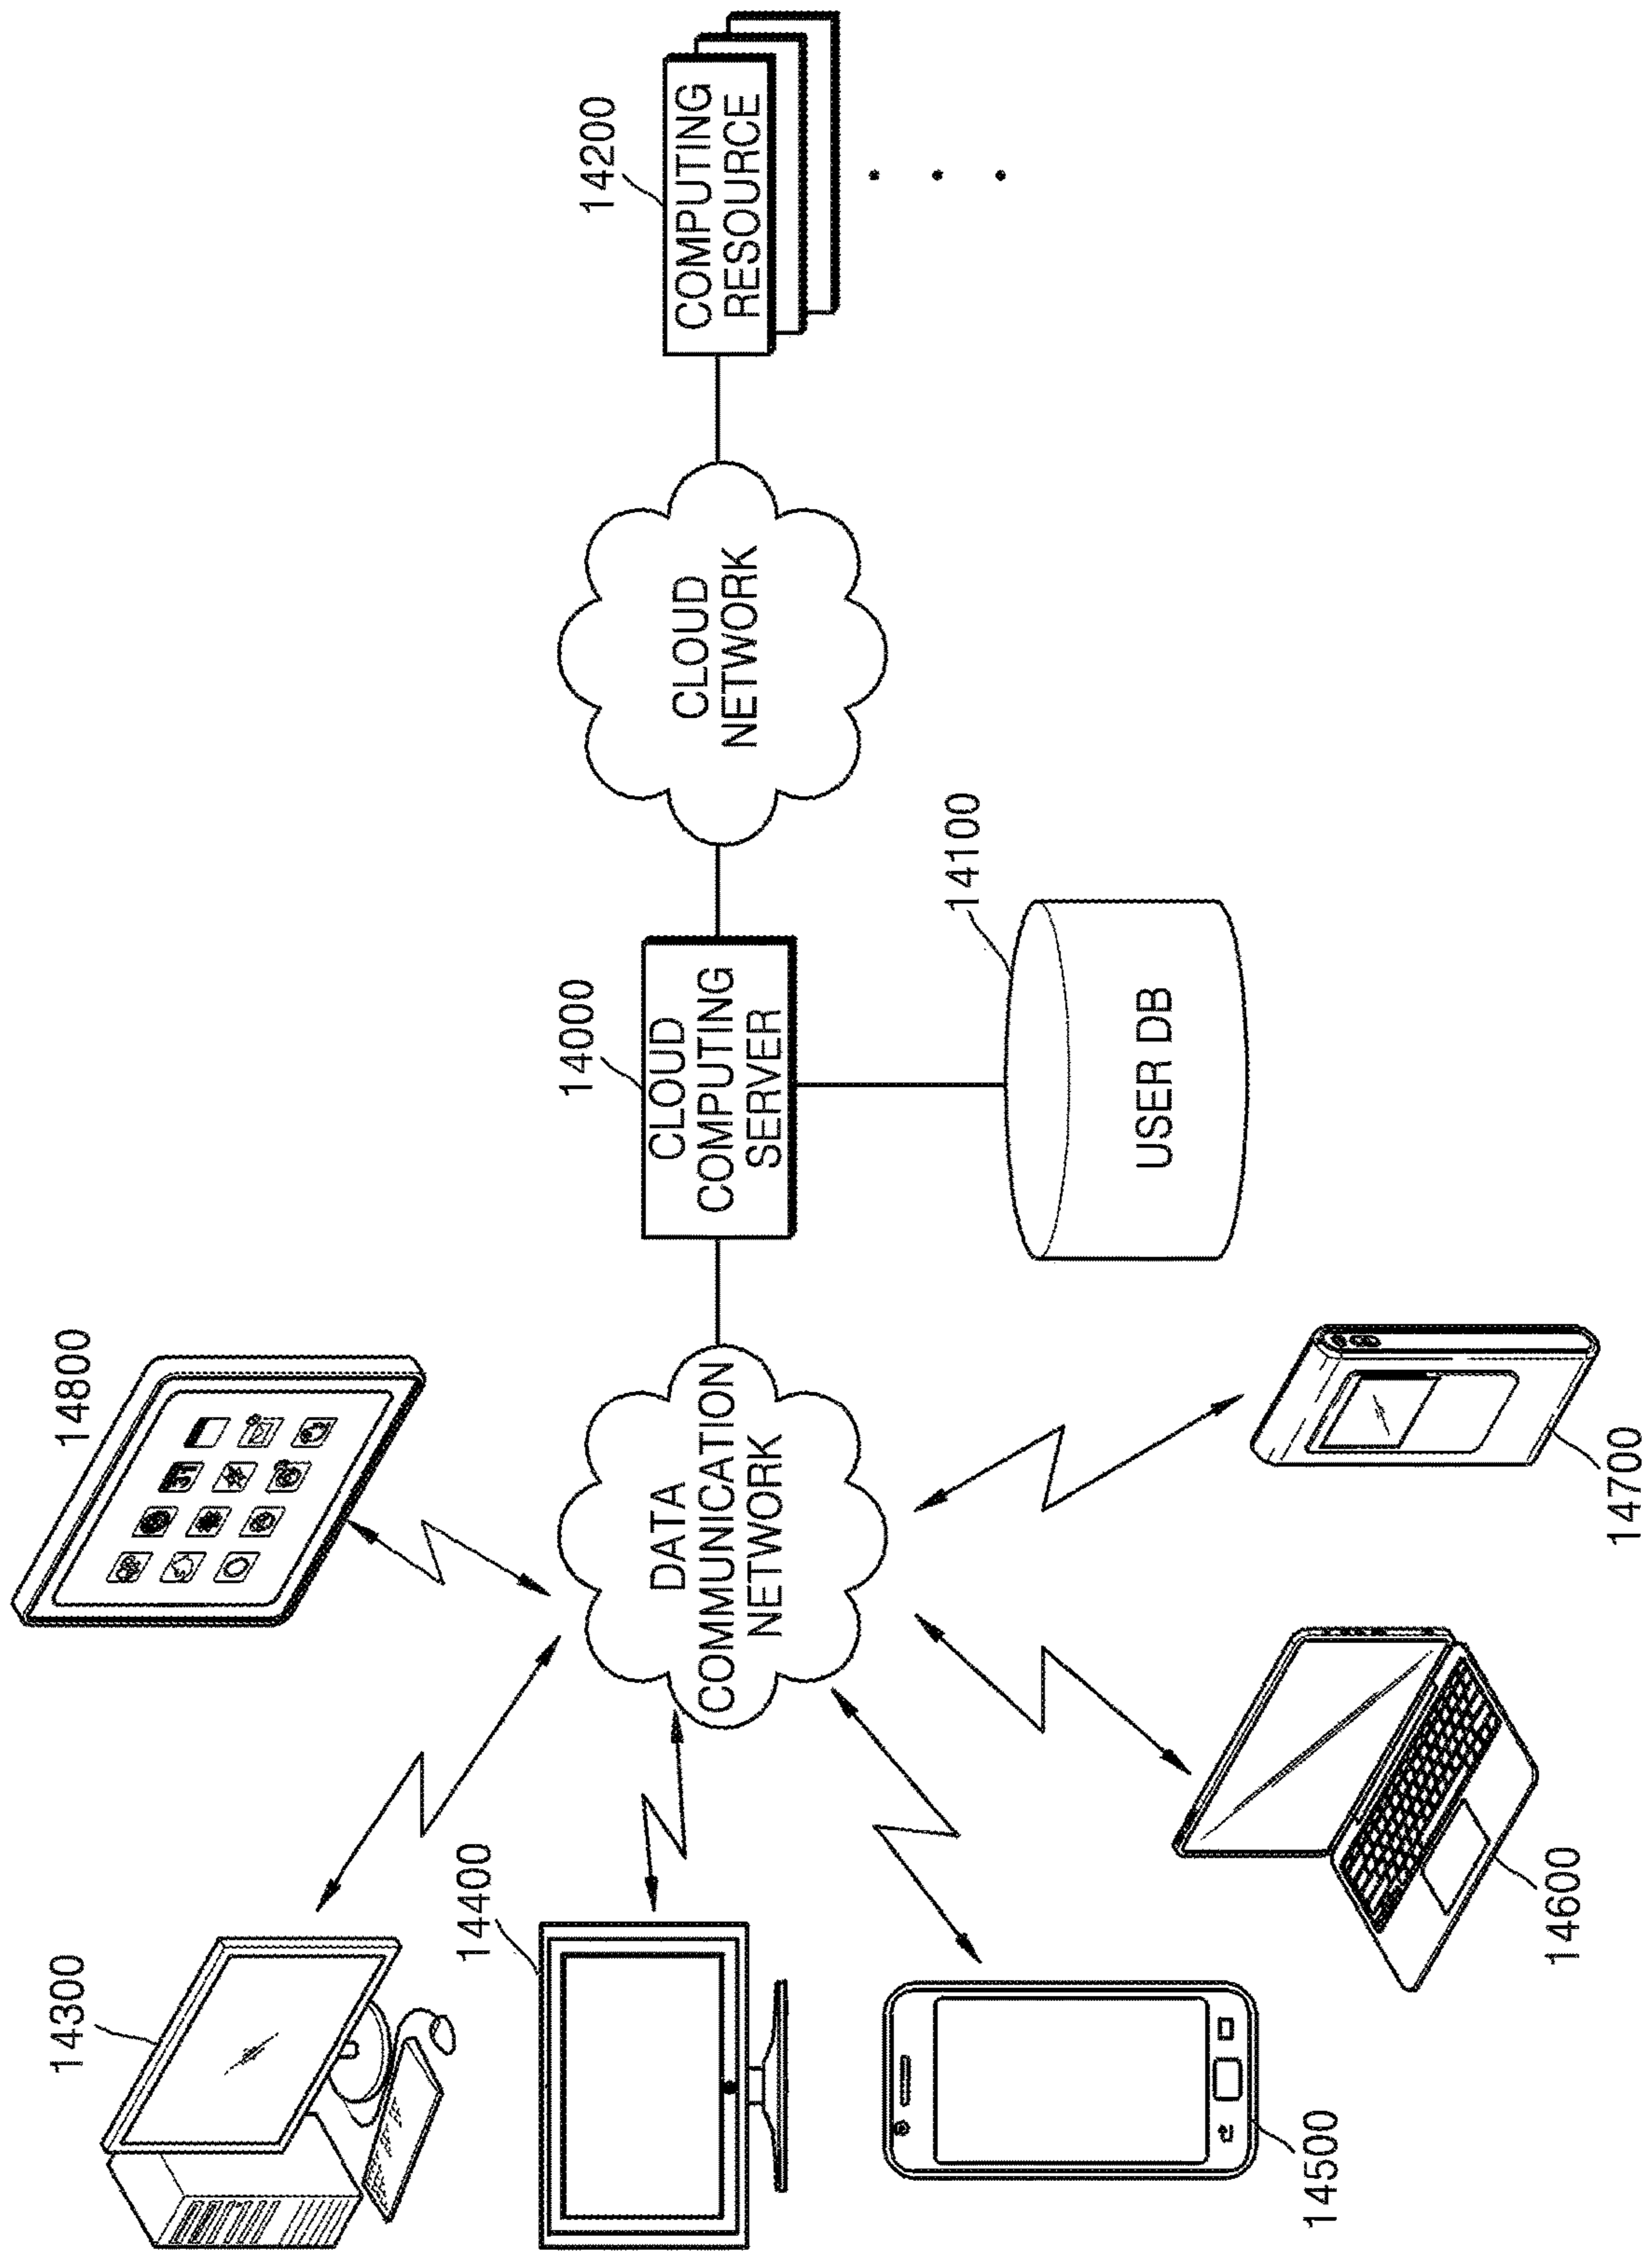 14800
14300
14400
14500
14600
14700
DATA
COMMUNICATION
NETWORK
14000
CLOUD
COMPUTING
SERVER
14100
USER DB
CLOUD
NETWORK
14200
COMPUTING
RESOURCE